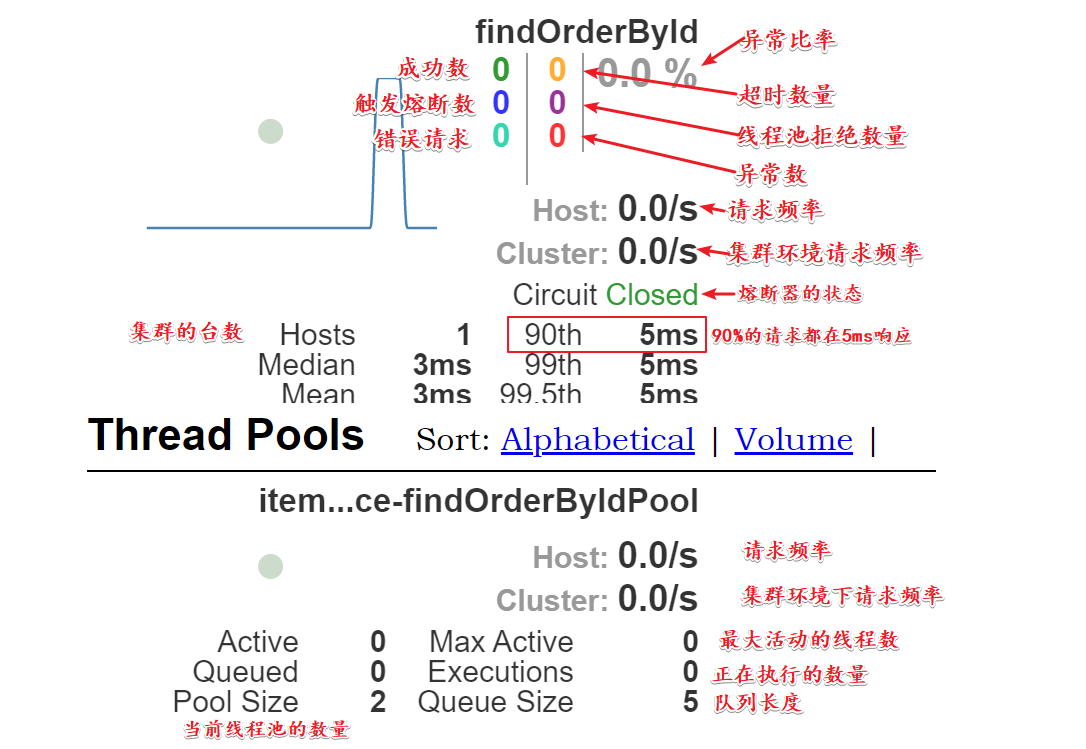 findOrderById
异常比率
成功数 0 0 0.0 %
超时数量
触发熔断数 0 0
线程池拒绝数量
错误请求 0 0
异常数
Host: 0.0/s 请求频率
Cluster: 0.0/s 集群环境请求频率
Circuit Closed 熔断器的状态
集群的台数 Hosts 1 90th 5ms 90%的请求都在5ms响应
Median 3ms 99th 5ms
Mean 3ms 99.5th 5ms
Thread Pools Sort: Alphabetical | Volume |
item...ce-findOrderByIdPool
Host: 0.0/s 请求频率
Cluster: 0.0/s 集群环境下请求频率
Active 0 Max Active 0 最大活动的线程数
Queued 0 Executions 0 正在执行的数量
Pool Size 2 Queue Size 5 队列长度
当前线程池的数量